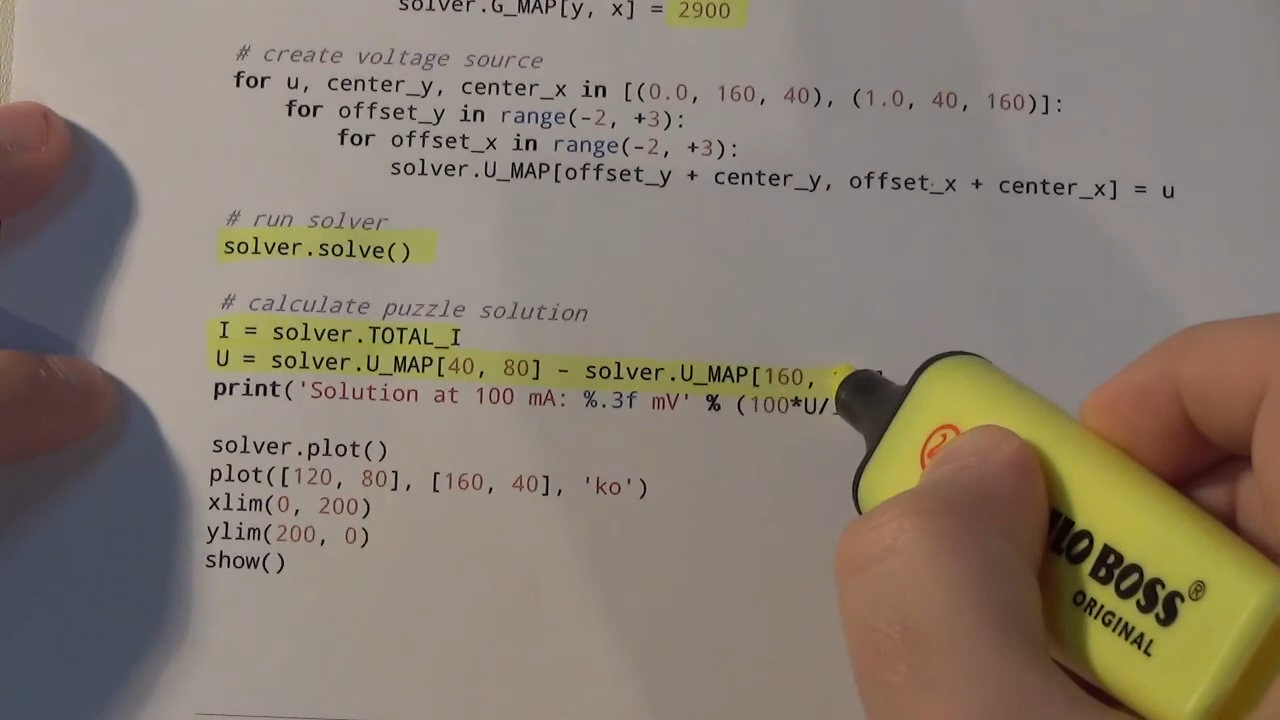 solver.G_MAP[y, x] = 2900
# create voltage source
for u, center_y, center_x in [(0.0, 160, 40), (1.0, 40, 160)]:
for offset_y in range(-2, +3):
for offset_x in range(-2, +3):
solver.U_MAP[offset_y + center_y, offset_x + center_x] = u
# run solver
solver.solve()
# calculate puzzle solution
I = solver.TOTAL_I
U = solver.U_MAP[40, 80] - solver.U_MAP[160,
print('Solution at 100 mA: %.3f mV' % (100*U/
solver.plot()
plot([120, 80], [160, 40], 'ko')
xlim(0, 200)
ylim(200, 0)
show()
BOSS®
ORIGINAL